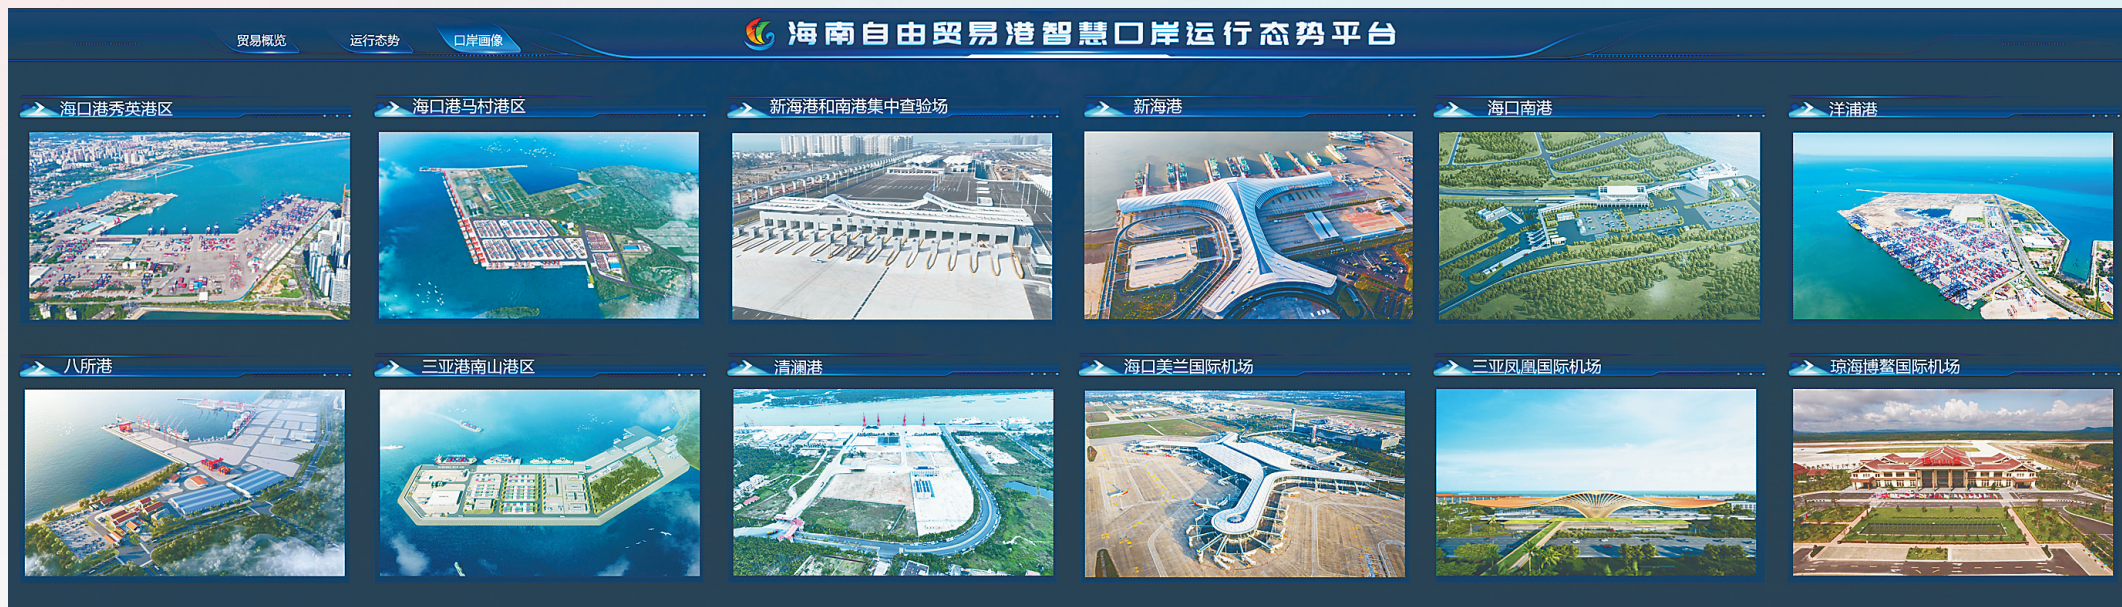 海南自由贸易港智慧口岸运行态势平台
贸易概览 运行态势 口岸画像
海口港秀英港区 海口港马村港区 新海港和南港集中查验场 新海港 海口南港 洋浦港
八所港 三亚港南山港区 清澜港 海口美兰国际机场 三亚凤凰国际机场 琼海博鳌国际机场